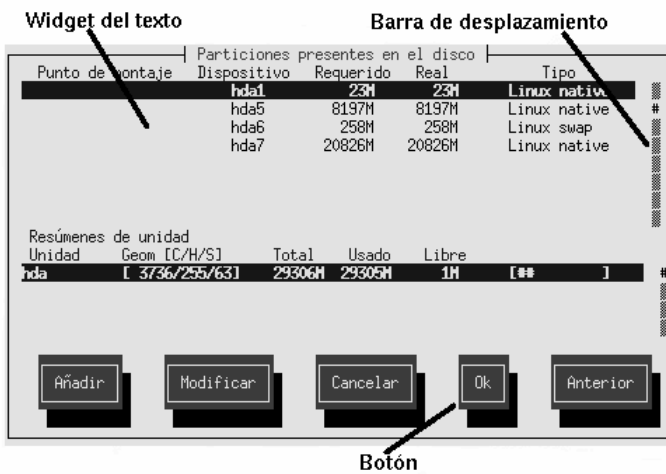 Widget del texto Barra de desplazamiento
Particiones presentes en el disco
Punto de montaje Dispositivo Requerido Real Tipo
hda1 23M 23M Linux native
hda5 8197M 8197M Linux native #
hda6 258M 258M Linux swap
hda7 20826M 20826M Linux native
Resúmenes de unidad
Unidad Geom [C/H/S] Total Usado Libre
hda [ 3736/255/63] 29306M 29305M 1M [## ] #
Añadir Modificar Cancelar Ok Anterior
Botón